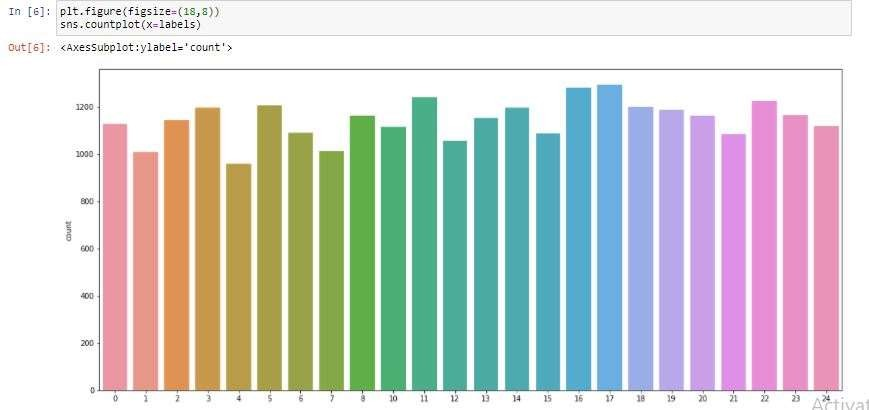 In [6]: plt.figure(figsize=(18,8))
sns.countplot(x=labels)
Out[6]: <AxesSubplot:ylabel='count'>
1200
1000
800
600
400
200
0
count
0 1 2 3 4 5 6 7 8 10 11 12 13 14 15 16 17 18 19 20 21 22 23 24
Activat